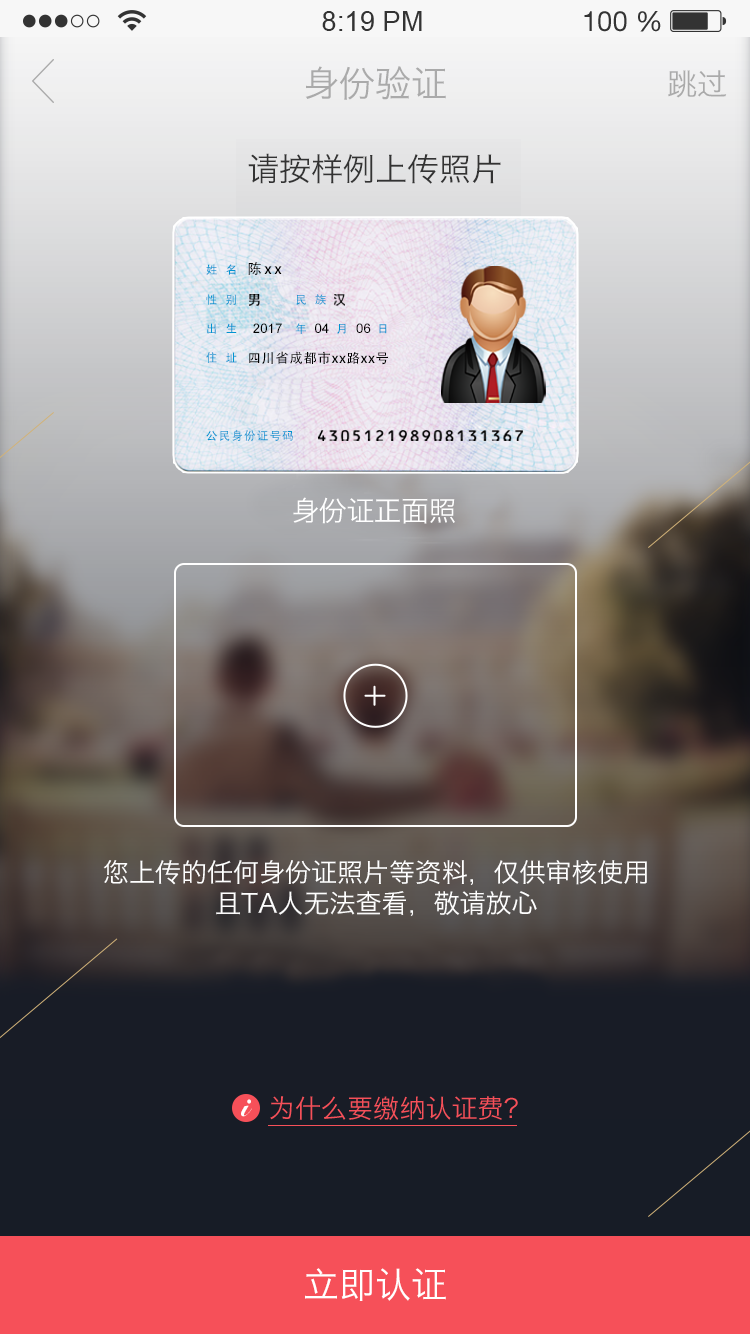 8:19 PM 100 %
身份验证 跳过
请按样例上传照片
姓 名 陈xx
性 别 男 民 族 汉
出 生 2017 年 04 月 06 日
住 址 四川省成都市xx路xx号
公民身份证号码 430512198908131367
身份证正面照
您上传的任何身份证照片等资料，仅供审核使用
且TA人无法查看，敬请放心
为什么要缴纳认证费?
立即认证